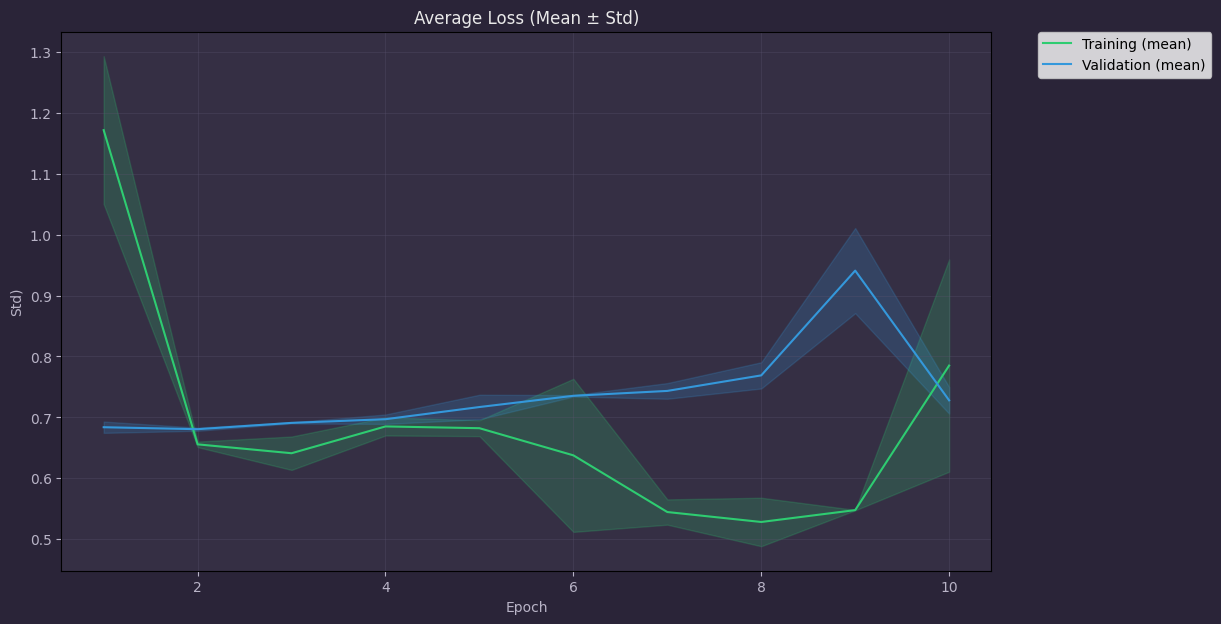 Average Loss (Mean ± Std)
Training (mean)
Validation (mean)
Std)
1.3
1.2
1.1
1.0
0.9
0.8
0.7
0.6
0.5
2 4 6 8 10
Epoch